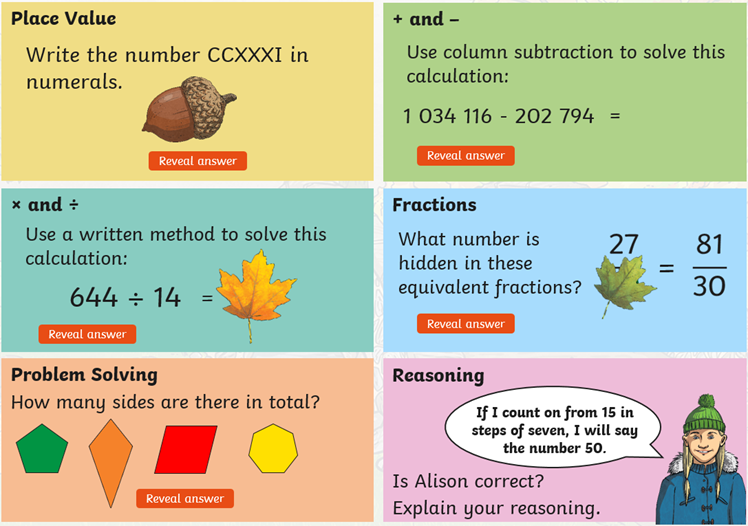 Place Value
Write the number CCXXXI in
numerals.
Reveal answer
+ and –
Use column subtraction to solve this
calculation:
1 034 116 - 202 794 =
Reveal answer
× and ÷
Use a written method to solve this
calculation:
644 ÷ 14 =
Reveal answer
Fractions
What number is
hidden in these
equivalent fractions?
27
=
81
30
Reveal answer
Problem Solving
How many sides are there in total?
Reveal answer
Reasoning
If I count on from 15 in
steps of seven, I will say
the number 50.
Is Alison correct?
Explain your reasoning.